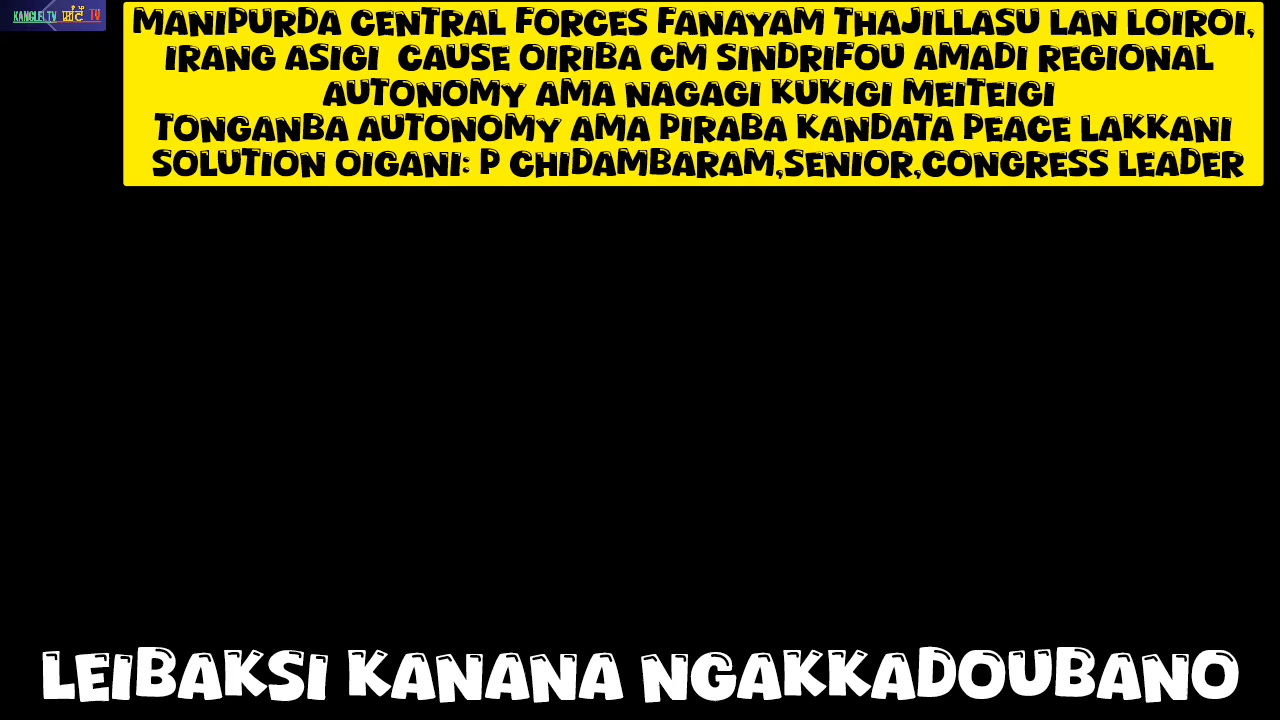 KANGLEI TV TV
MANIPURDA CENTRAL FORCES FANAYAM THAJILLASU LAN LOIROI,
IRANG ASIGI CAUSE OIRIBA CM SINDRIFOU AMADI REGIONAL
AUTONOMY AMA NAGAGI KUKIGI MEITEIGI
TONGANBA AUTONOMY AMA PIRABA KANDATA PEACE LAKKANI
SOLUTION OIGANI: P CHIDAMBARAM,SENIOR,CONGRESS LEADER
LEIBAKSI KANANA NGAKKADOUBANO